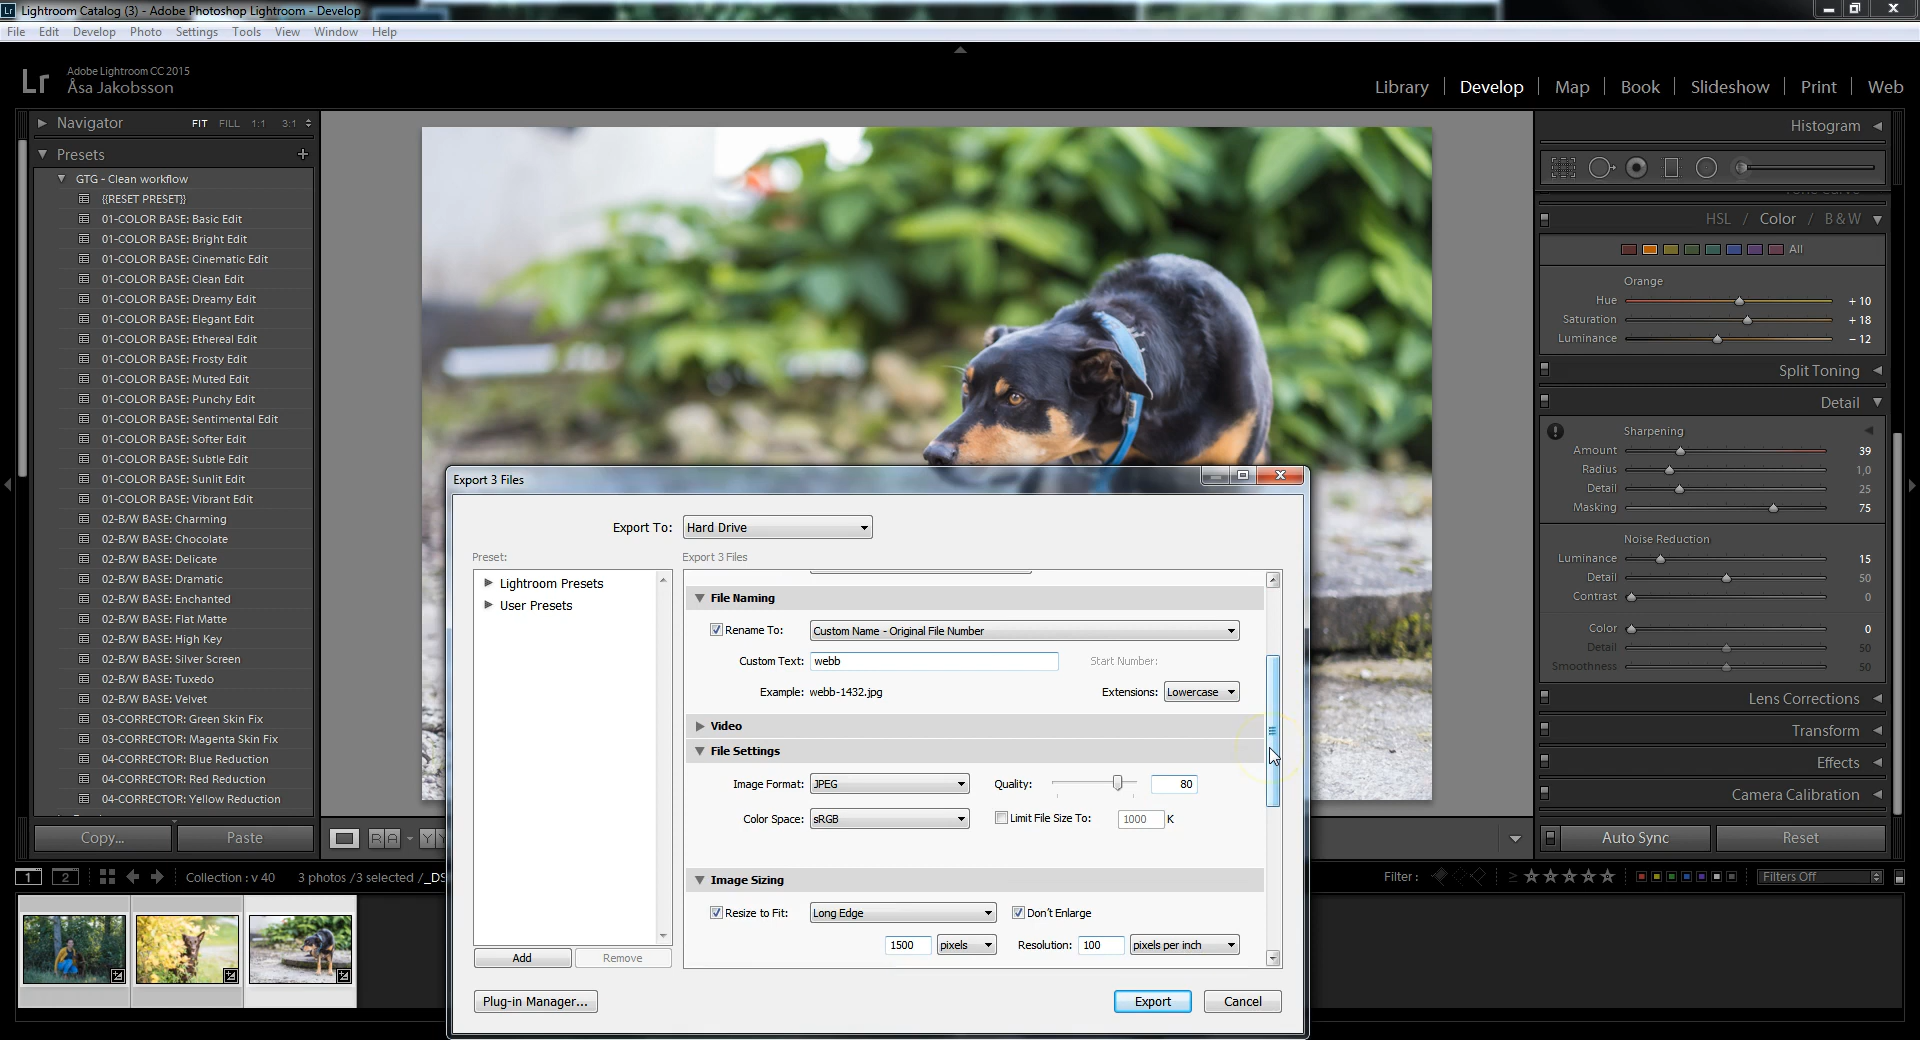 Lr Lightroom Catalog (3) - Adobe Photoshop Lightroom - Develop
File Edit Develop Photo Settings Tools View Window Help
Lr
Adobe Lightroom CC 2015
Åsa Jakobsson
Library Develop Map Book Slideshow Print Web
Navigator FIT FILL 1:1 3:1
Presets +
GTG - Clean workflow
{{RESET PRESET}}
01-COLOR BASE: Basic Edit
01-COLOR BASE: Bright Edit
01-COLOR BASE: Cinematic Edit
01-COLOR BASE: Clean Edit
01-COLOR BASE: Dreamy Edit
01-COLOR BASE: Elegant Edit
01-COLOR BASE: Ethereal Edit
01-COLOR BASE: Frosty Edit
01-COLOR BASE: Muted Edit
01-COLOR BASE: Punchy Edit
01-COLOR BASE: Sentimental Edit
01-COLOR BASE: Softer Edit
01-COLOR BASE: Subtle Edit
01-COLOR BASE: Sunlit Edit
01-COLOR BASE: Vibrant Edit
02-B/W BASE: Charming
02-B/W BASE: Chocolate
02-B/W BASE: Delicate
02-B/W BASE: Dramatic
02-B/W BASE: Enchanted
02-B/W BASE: Flat Matte
02-B/W BASE: High Key
02-B/W BASE: Silver Screen
02-B/W BASE: Tuxedo
02-B/W BASE: Velvet
03-CORRECTOR: Green Skin Fix
03-CORRECTOR: Magenta Skin Fix
04-CORRECTOR: Blue Reduction
04-CORRECTOR: Red Reduction
04-CORRECTOR: Yellow Reduction
Copy... Paste
R A Y Y
Histogram
HSL / Color / B & W
All
Orange
Hue + 10
Saturation + 18
Luminance - 12
Split Toning
Detail
Sharpening
Amount 39
Radius 1,0
Detail 25
Masking 75
Noise Reduction
Luminance 15
Detail 50
Contrast 0
Color 0
Detail 50
Smoothness 50
Lens Corrections
Transform
Effects
Camera Calibration
Auto Sync Reset
Export 3 Files
Export To: Hard Drive
Preset: Export 3 Files
Lightroom Presets
User Presets
Add Remove
File Naming
Rename To: Custom Name - Original File Number
Custom Text: webb Start Number:
Example: webb-1432.jpg Extensions: Lowercase
Video
File Settings
Image Format: JPEG Quality: 80
Color Space: sRGB Limit File Size To: 1000 K
Image Sizing
Resize to Fit: Long Edge Don't Enlarge
1500 pixels Resolution: 100 pixels per inch
Plug-in Manager... Export Cancel
1 2 Collection : v 40 3 photos /3 selected /_DS
Filter : ≥ Filters Off